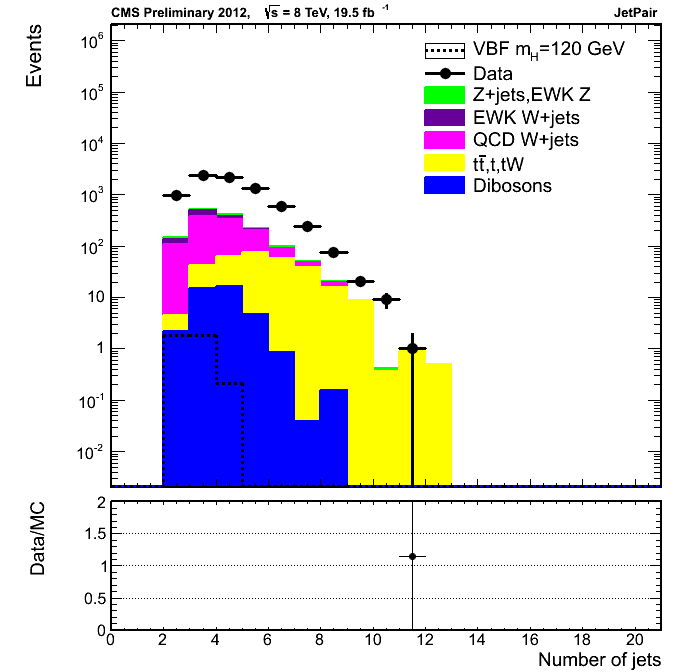 CMS Preliminary 2012, √s = 8 TeV, 19.5 fb⁻¹ JetPair
Events
10⁶
10⁵
10⁴
10³
10²
10
1
10⁻¹
10⁻²
VBF m_H=120 GeV
Data
Z+jets,EWK Z
EWK W+jets
QCD W+jets
tt̄,t,tW
Dibosons
Data/MC
2
1.5
1
0.5
0
0 2 4 6 8 10 12 14 16 18 20
Number of jets